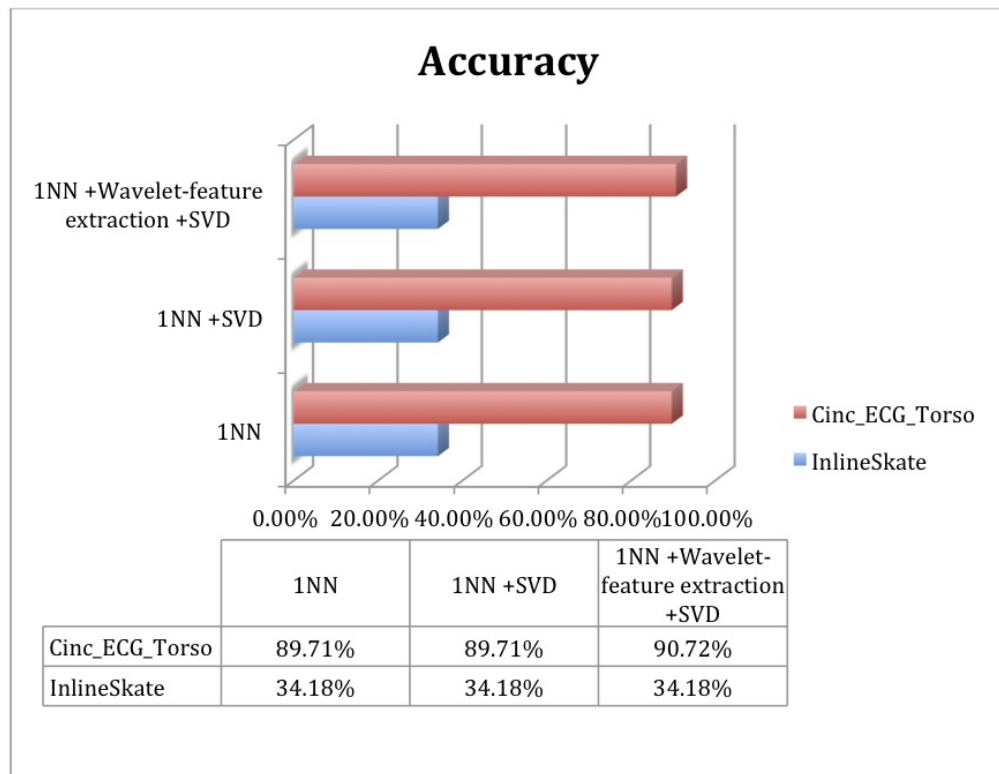 Accuracy
1NN +Wavelet-feature
extraction +SVD
1NN +SVD
1NN
Cinc_ECG_Torso
InlineSkate
0.00% 20.00% 40.00% 60.00% 80.00% 100.00%
1NN 1NN +SVD 1NN +Wavelet-
feature extraction
+SVD
Cinc_ECG_Torso 89.71% 89.71% 90.72%
InlineSkate 34.18% 34.18% 34.18%